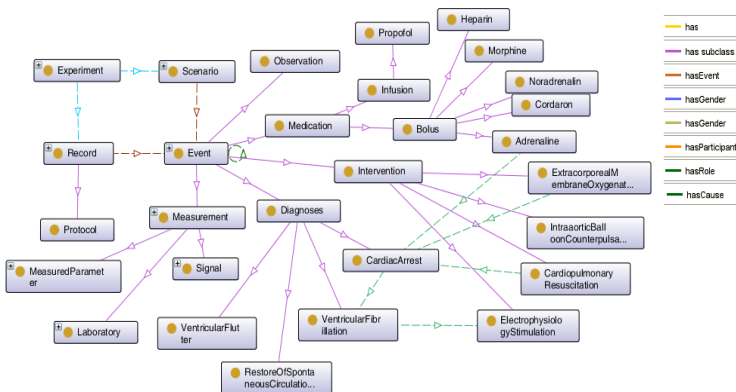 Heparin
has
Propofol
Morphine
has subclass
Observation
Experiment
Scenario
hasEvent
Noradrenalin
Infusion
hasGender
Cordaron
Medication
Bolus
hasGender
Adrenaline
Record
Event
hasParticipant
Intervention
ExtracorporealM
embraneOxygenat...
hasRole
hasCause
Measurement
Diagnoses
Protocol
IntraaorticBall
oonCounterpulsa...
MeasuredParamet
er
Signal
CardiacArrest
Cardiopulmonary
Resuscitation
Laboratory
VentricularFlut
ter
VentricularFibr
illation
Electrophysiolo
gyStimulation
RestoreOfSponta
neousCirculatio...